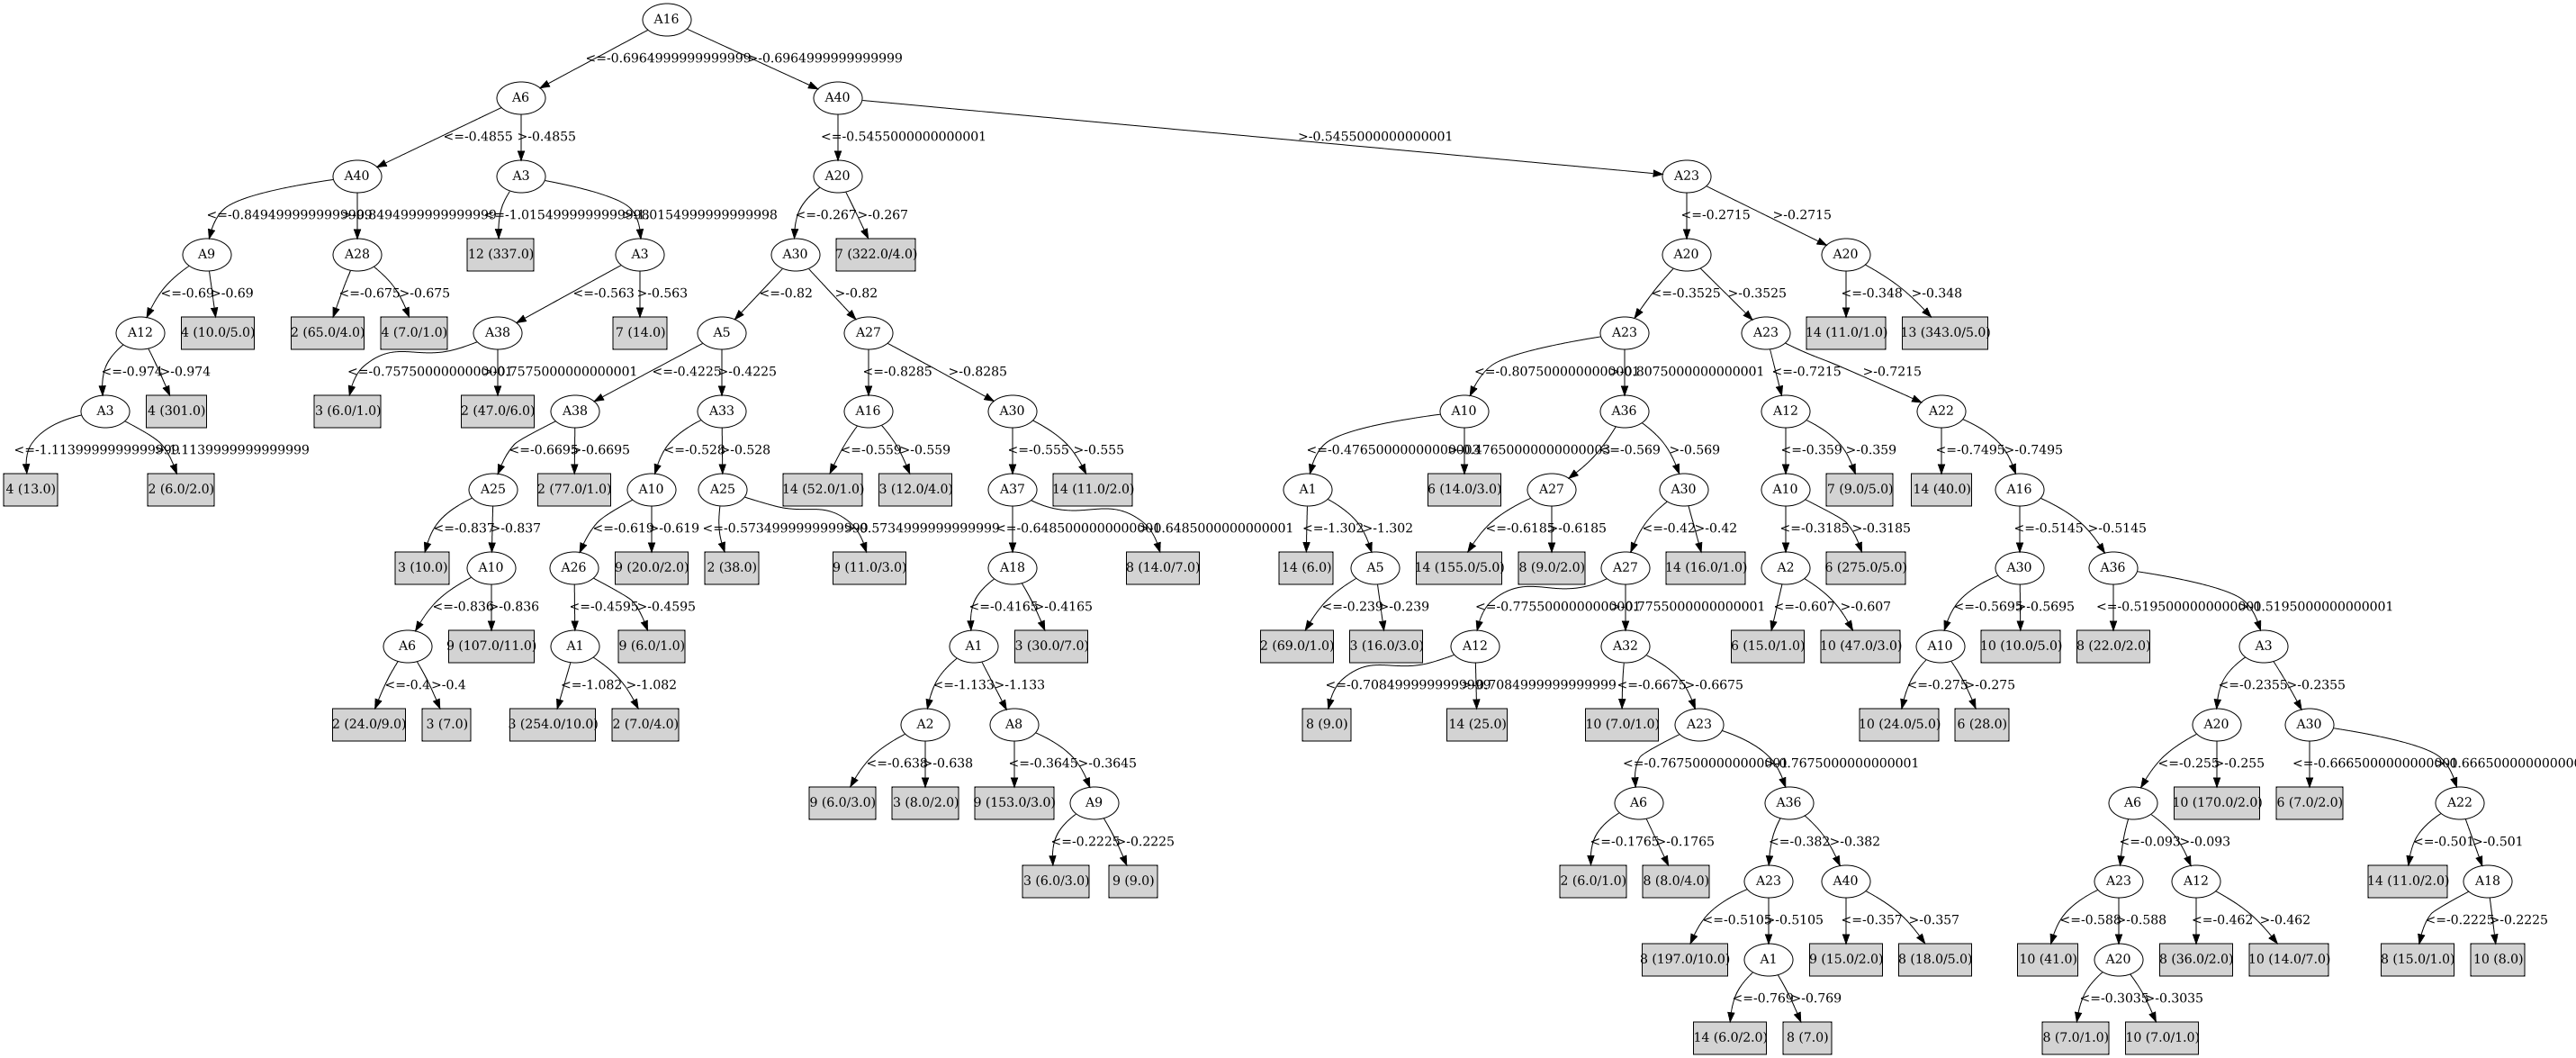 A16
<=-0.6964999999999999 >-0.6964999999999999
A6 A40
<=-0.4855 >-0.4855 <=-0.5455000000000001 >-0.5455000000000001
A40 A3 A20 A23
<=-0.8494999999999999 >-0.8494999999999999 <=-1.0154999999999998 >-1.0154999999999998 <=-0.267 >-0.267 <=-0.2715 >-0.2715
A9 A28 12 (337.0) A3 A30 7 (322.0/4.0) A20 A20
<=-0.69 >-0.69 <=-0.675 >-0.675 <=-0.563 >-0.563 <=-0.82 >-0.82 <=-0.3525 >-0.3525 <=-0.348 >-0.348
A12 4 (10.0/5.0) 2 (65.0/4.0) 4 (7.0/1.0) A38 7 (14.0) A5 A27 A23 A23 14 (11.0/1.0) 13 (343.0/5.0)
<=-0.974 >-0.974 <=-0.7575000000000001 >-0.7575000000000001 <=-0.4225 >-0.4225 <=-0.8285 >-0.8285 <=-0.8075000000000001 >-0.8075000000000001 <=-0.7215 >-0.7215
A3 4 (301.0) 3 (6.0/1.0) 2 (47.0/6.0) A38 A33 A16 A30 A10 A36 A12 A22
<=-1.1139999999999999 >-1.1139999999999999 <=-0.6695 >-0.6695 <=-0.528 >-0.528 <=-0.559 >-0.559 <=-0.555 >-0.555 <=-0.47650000000000003 >-0.47650000000000003 <=-0.569 >-0.569 <=-0.359 >-0.359 <=-0.7495 >-0.7495
4 (13.0) 2 (6.0/2.0) A25 2 (77.0/1.0) A10 A25 14 (52.0/1.0) 3 (12.0/4.0) A37 14 (11.0/2.0) A1 6 (14.0/3.0) A27 A30 A10 7 (9.0/5.0) 14 (40.0) A16
<=-0.837 >-0.837 <=-0.619 >-0.619 <=-0.5734999999999999 >-0.5734999999999999 <=-0.6485000000000001 >-0.6485000000000001 <=-1.302 >-1.302 <=-0.6185 >-0.6185 <=-0.42 >-0.42 <=-0.3185 >-0.3185 <=-0.5145 >-0.5145
3 (10.0) A10 A26 9 (20.0/2.0) 2 (38.0) 9 (11.0/3.0) A18 8 (14.0/7.0) 14 (6.0) A5 14 (155.0/5.0) 8 (9.0/2.0) A27 14 (16.0/1.0) A2 6 (275.0/5.0) A30 A36
<=-0.836 >-0.836 <=-0.4595 >-0.4595 <=-0.4165 >-0.4165 <=-0.239 >-0.239 <=-0.7755000000000001 >-0.7755000000000001 <=-0.607 >-0.607 <=-0.5695 >-0.5695 <=-0.5195000000000001 >-0.5195000000000001
A6 9 (107.0/11.0) A1 9 (6.0/1.0) A1 3 (30.0/7.0) 2 (69.0/1.0) 3 (16.0/3.0) A12 A32 6 (15.0/1.0) 10 (47.0/3.0) A10 10 (10.0/5.0) 8 (22.0/2.0) A3
<=-0.4 >-0.4 <=-1.082 >-1.082 <=-1.133 >-1.133 <=-0.7084999999999999 >-0.7084999999999999 <=-0.6675 >-0.6675 <=-0.275 >-0.275 <=-0.2355 >-0.2355
2 (24.0/9.0) 3 (7.0) 3 (254.0/10.0) 2 (7.0/4.0) A2 A8 8 (9.0) 14 (25.0) 10 (7.0/1.0) A23 10 (24.0/5.0) 6 (28.0) A20 A30
<=-0.638 >-0.638 <=-0.3645 >-0.3645 <=-0.7675000000000001 >-0.7675000000000001 <=-0.255 >-0.255 <=-0.6665000000000001
9 (6.0/3.0) 3 (8.0/2.0) 9 (153.0/3.0) A9 A6 A36 A6 10 (170.0/2.0) 6 (7.0/2.0) A22
<=-0.2225 >-0.2225 <=-0.1765 >-0.1765 <=-0.382 >-0.382 <=-0.093 >-0.093 <=-0.501 >-0.501
3 (6.0/3.0) 9 (9.0) 2 (6.0/1.0) 8 (8.0/4.0) A23 A40 A23 A12 14 (11.0/2.0) A18
<=-0.5105 >-0.5105 <=-0.357 >-0.357 <=-0.588 >-0.588 <=-0.462 >-0.462 <=-0.2225 >-0.2225
8 (197.0/10.0) A1 9 (15.0/2.0) 8 (18.0/5.0) 10 (41.0) A20 8 (36.0/2.0) 10 (14.0/7.0) 8 (15.0/1.0) 10 (8.0)
<=-0.769 >-0.769 <=-0.3035 >-0.3035
14 (6.0/2.0) 8 (7.0) 8 (7.0/1.0) 10 (7.0/1.0)